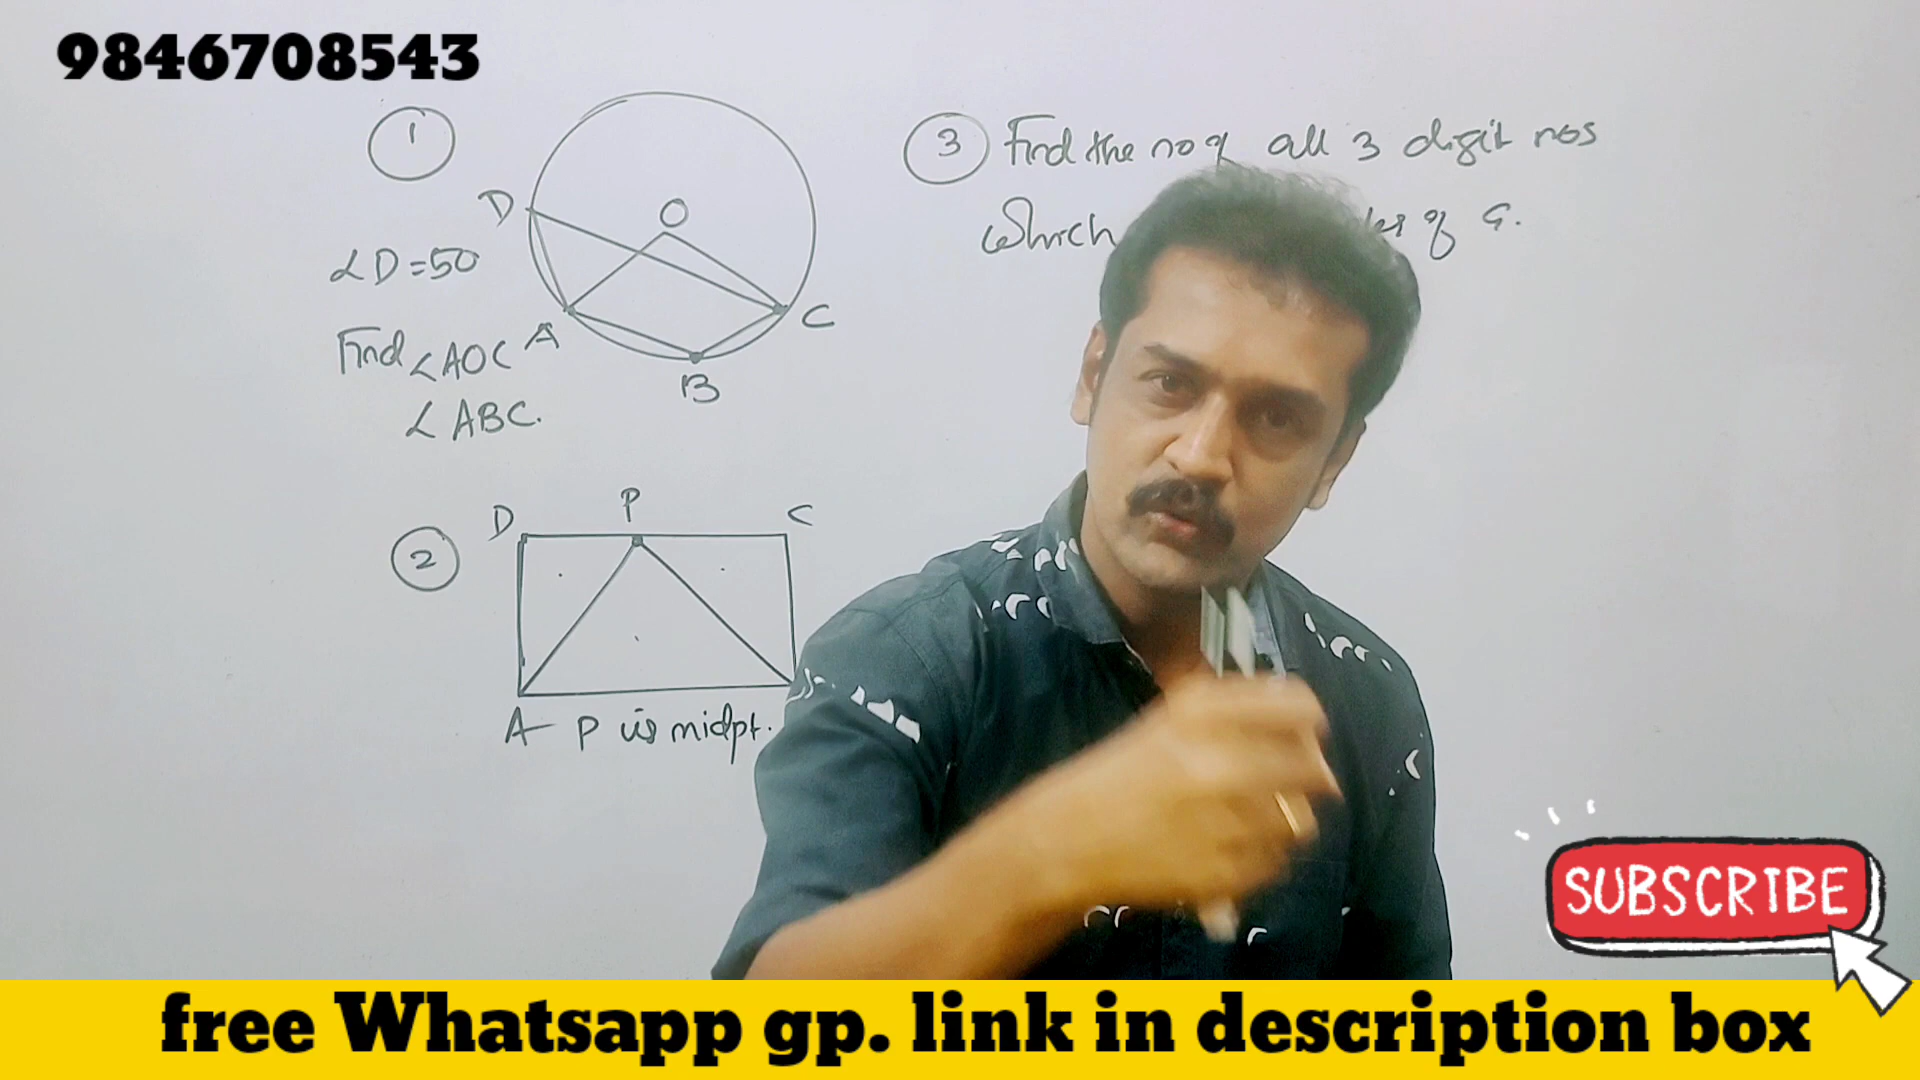 9846708543
1
D
O
∠D=50
A
C
Find ∠AOC
B
∠ABC.
2
D P C
A P is midpt.
3 Find the no of all 3 digit nos
which of
SUBSCRIBE
free Whatsapp gp. link in description box